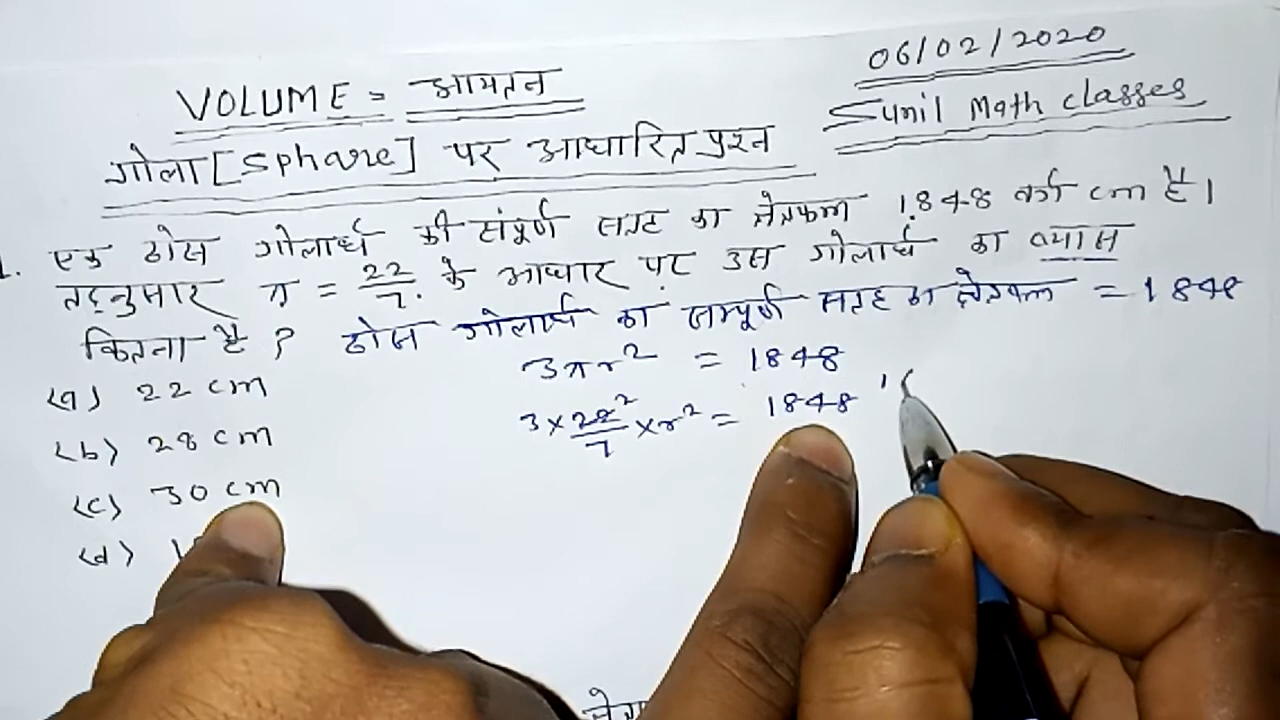 06/02/2020
VOLUME = आयतन
Sunil Math classes
गोला [Sphare] पर आधारित प्रश्न
1. एक ठोस गोलार्ध की संपूर्ण सतह का क्षेत्रफल 1848 वर्ग cm है।
तद्नुसार π = 22/7 के आधार पर उस गोलार्ध का व्यास
कितना है ? ठोस गोलार्ध का सम्पूर्ण सतह का क्षेत्रफल = 1848
3πr² = 1848
(a) 22 cm
3 × 22/7 2 × r² = 1848
(b) 28 cm
(c) 30 cm
(d)